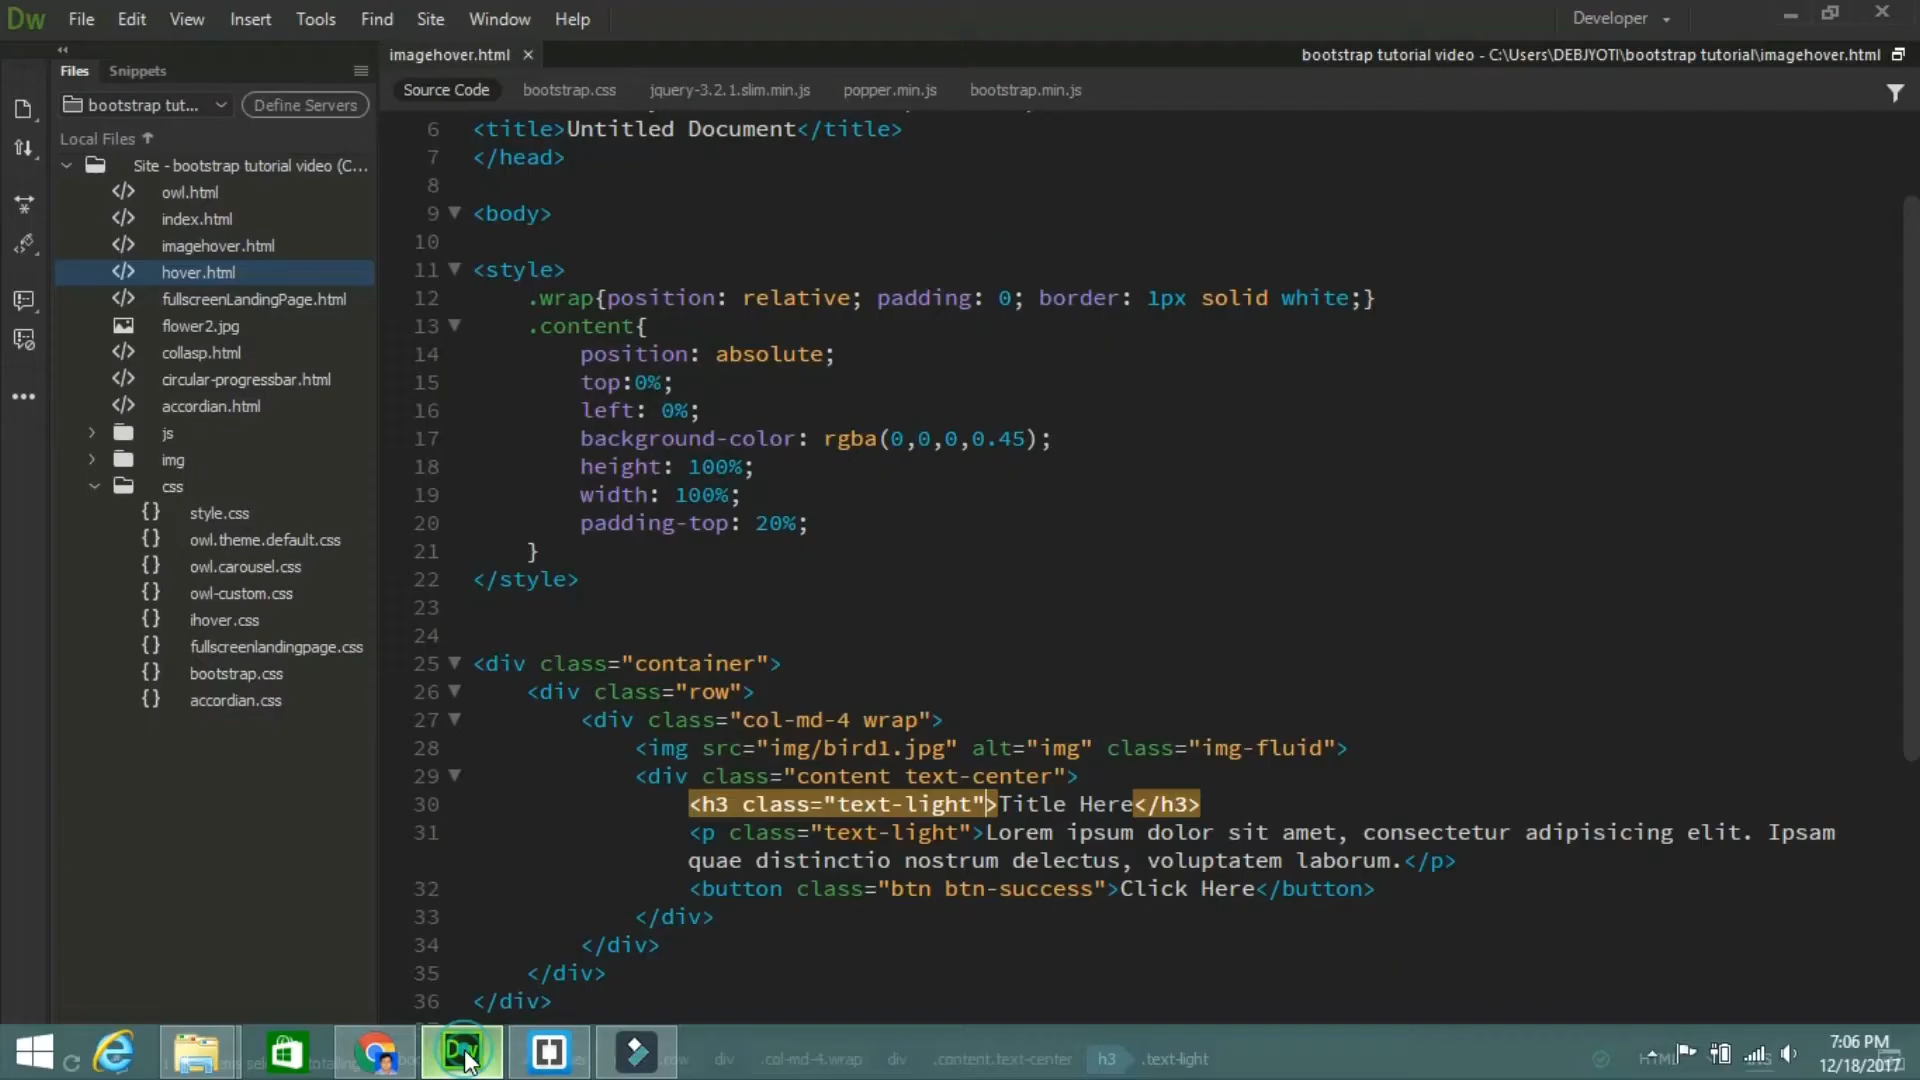 Dw File Edit View Insert Tools Find Site Window Help Developer
Files Snippets
imagehover.html × bootstrap tutorial video - C:\Users\DEBJYOTI\bootstrap tutorial\imagehover.html
bootstrap tut... Define Servers
Source Code bootstrap.css jquery-3.2.1.slim.min.js popper.min.js bootstrap.min.js
Local Files
Site - bootstrap tutorial video (C...
owl.html
index.html
imagehover.html
hover.html
fullscreenLandingPage.html
flower2.jpg
collasp.html
circular-progressbar.html
accordian.html
js
img
css
style.css
owl.theme.default.css
owl.carousel.css
owl-custom.css
ihover.css
fullscreenlandingpage.css
bootstrap.css
accordian.css
6 <title>Untitled Document</title>
7 </head>
8
9 <body>
10
11 <style>
12 .wrap{position: relative; padding: 0; border: 1px solid white;}
13 .content{
14 position: absolute;
15 top:0%;
16 left: 0%;
17 background-color: rgba(0,0,0,0.45);
18 height: 100%;
19 width: 100%;
20 padding-top: 20%;
21 }
22 </style>
23
24
25 <div class="container">
26 <div class="row">
27 <div class="col-md-4 wrap">
28 <img src="img/bird1.jpg" alt="img" class="img-fluid">
29 <div class="content text-center">
30 <h3 class="text-light">Title Here</h3>
31 <p class="text-light">Lorem ipsum dolor sit amet, consectetur adipisicing elit. Ipsam
quae distinctio nostrum delectus, voluptatem laborum.</p>
32 <button class="btn btn-success">Click Here</button>
33 </div>
34 </div>
35 </div>
36 </div>
div .col-md-4.wrap div .content.text-center h3 .text-light
7:06 PM
12/18/2017